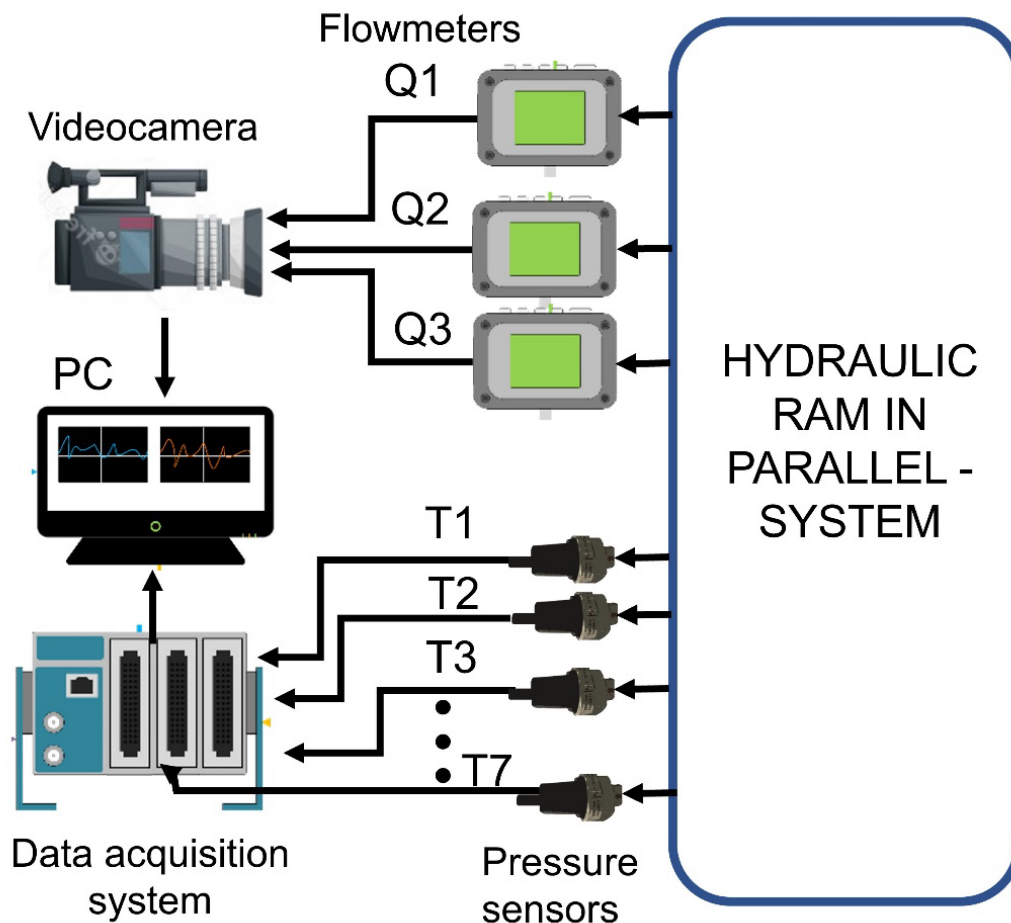 Flowmeters
Q1
Videocamera
Q2
Q3
PC
HYDRAULIC
RAM IN
PARALLEL -
SYSTEM
T1
T2
T3
T7
Data acquisition
system
Pressure
sensors